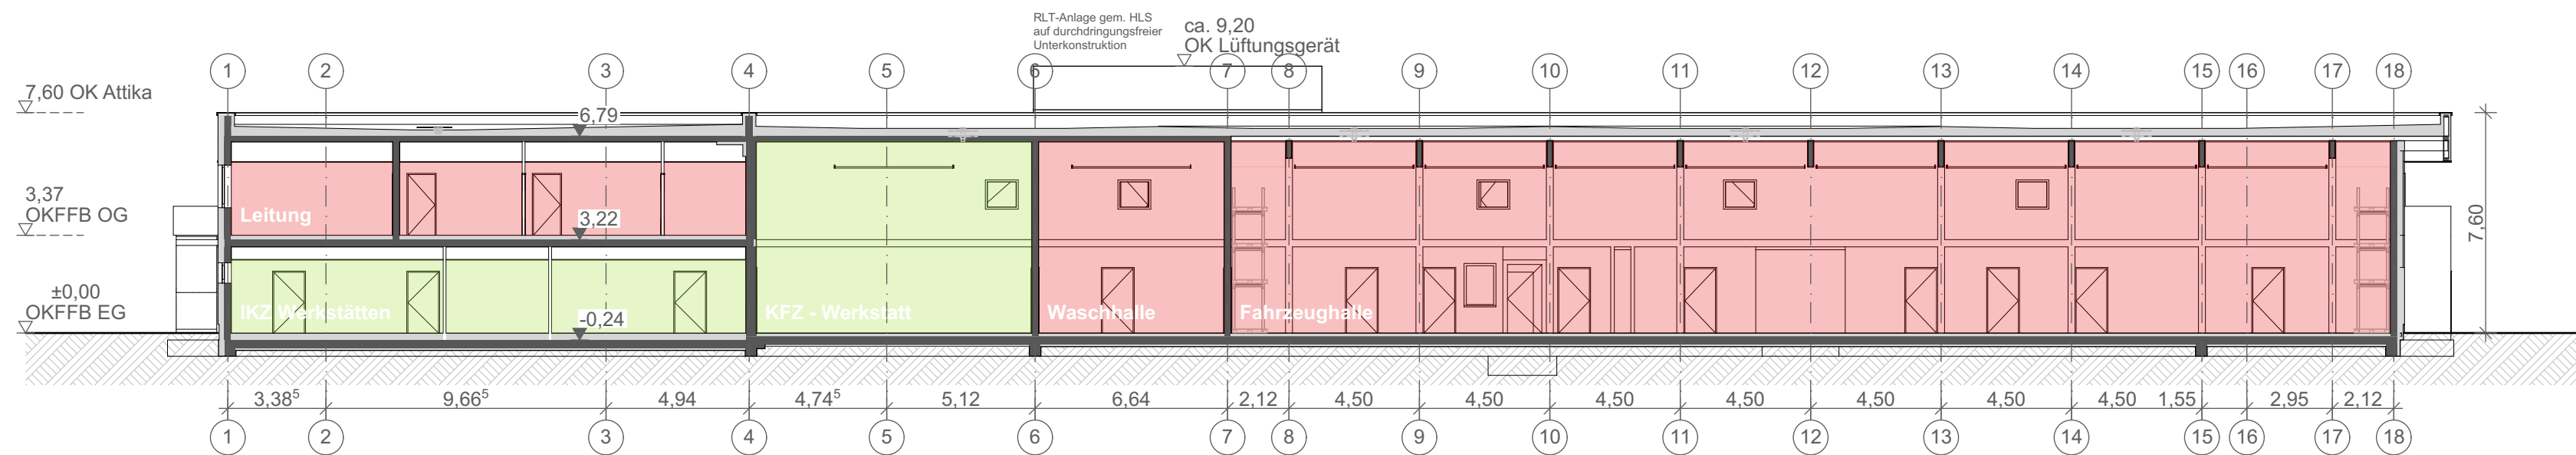 RLT-Anlage gem. HLS
auf durchdringungsfreier
Unterkonstruktion
ca. 9,20
OK Lüftungsgerät
1 2 3 4 5 6 7 8 9 10 11 12 13 14 15 16 17 18
7,60 OK Attika
6,79
3,37
OKFFB OG
Leitung
3,22
7,60
±0,00
OKFFB EG
IKZ Werkstätten
-0,24
KFZ - Werkstatt
Waschhalle
Fahrzeughalle
3,38⁵ 9,66⁵ 4,94 4,74⁵ 5,12 6,64 2,12 4,50 4,50 4,50 4,50 4,50 4,50 4,50 1,55 2,95 2,12
1 2 3 4 5 6 7 8 9 10 11 12 13 14 15 16 17 18